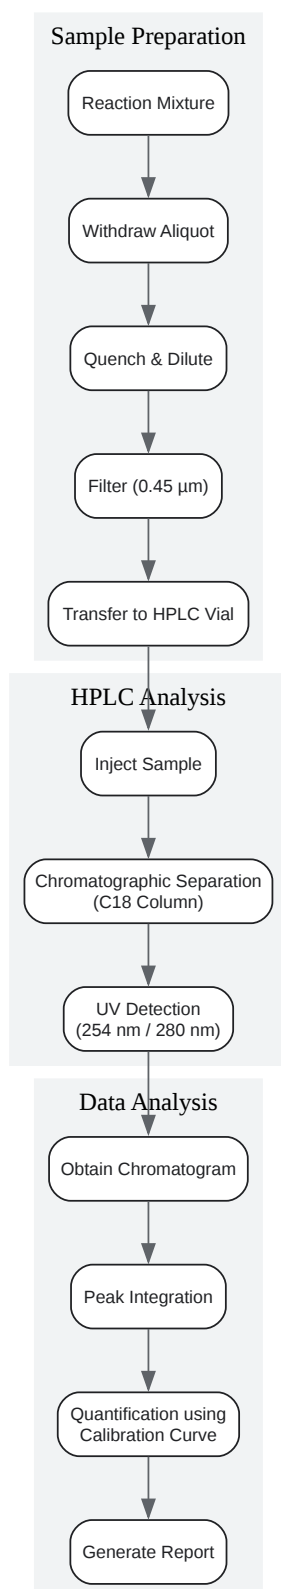 Sample Preparation
Reaction Mixture
Withdraw Aliquot
Quench & Dilute
Filter (0.45 µm)
Transfer to HPLC Vial
HPLC Analysis
Inject Sample
Chromatographic Separation
(C18 Column)
UV Detection
(254 nm / 280 nm)
Data Analysis
Obtain Chromatogram
Peak Integration
Quantification using
Calibration Curve
Generate Report